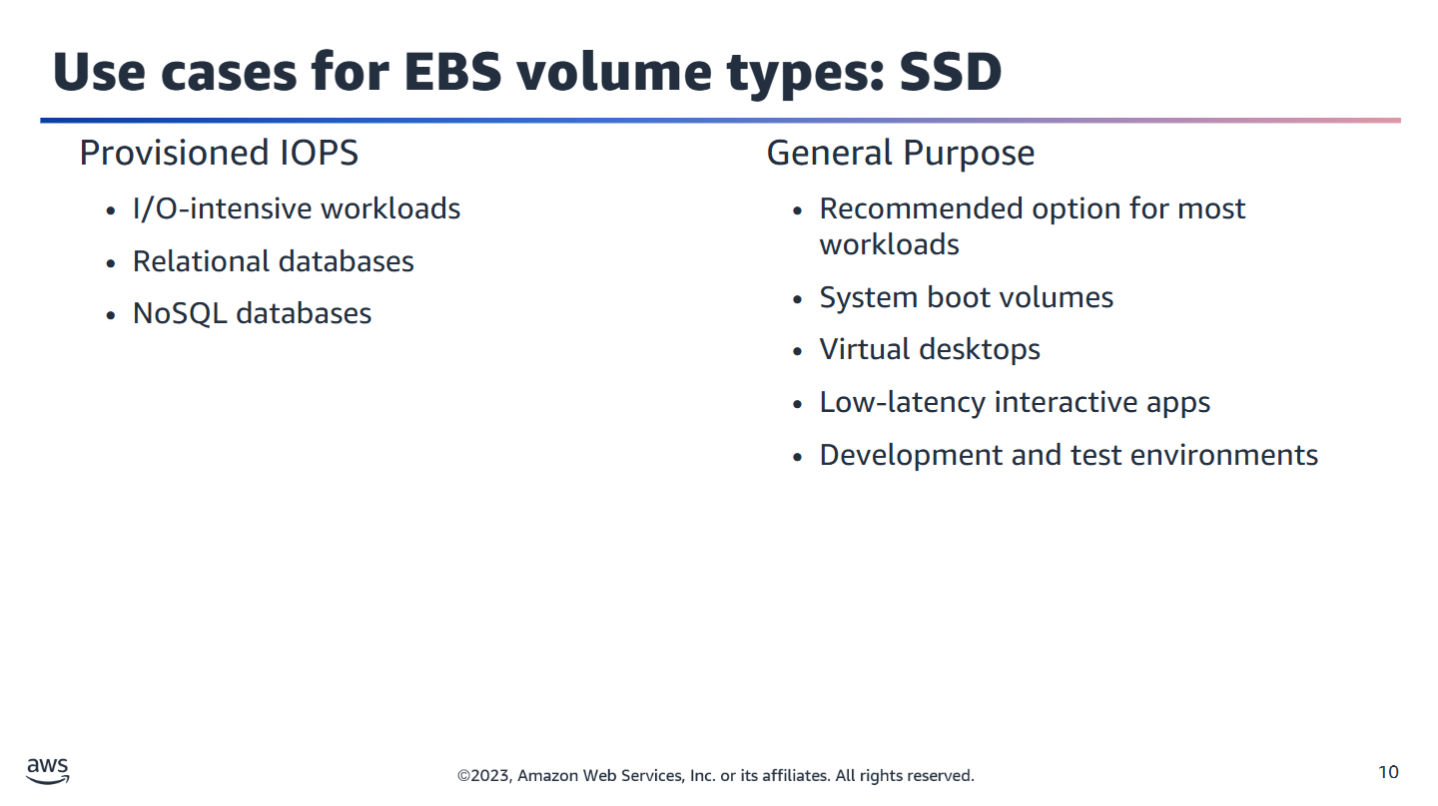 Use cases for EBS volume types: SSD
Provisioned IOPS
• I/O-intensive workloads
• Relational databases
• NoSQL databases
General Purpose
• Recommended option for most
workloads
• System boot volumes
• Virtual desktops
• Low-latency interactive apps
• Development and test environments
aws
©2023, Amazon Web Services, Inc. or its affiliates. All rights reserved.
10